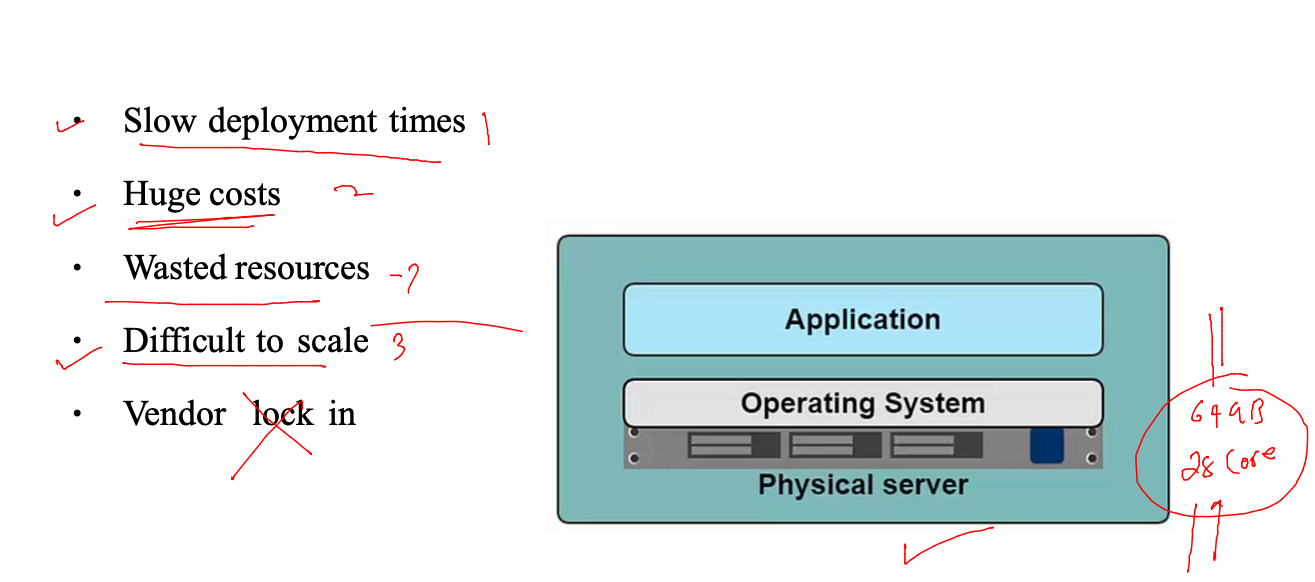 • Slow deployment times 1
• Huge costs 2
• Wasted resources - ?
• Difficult to scale 3
• Vendor lock in
Application
Operating System
Physical server
64GB
28 Core